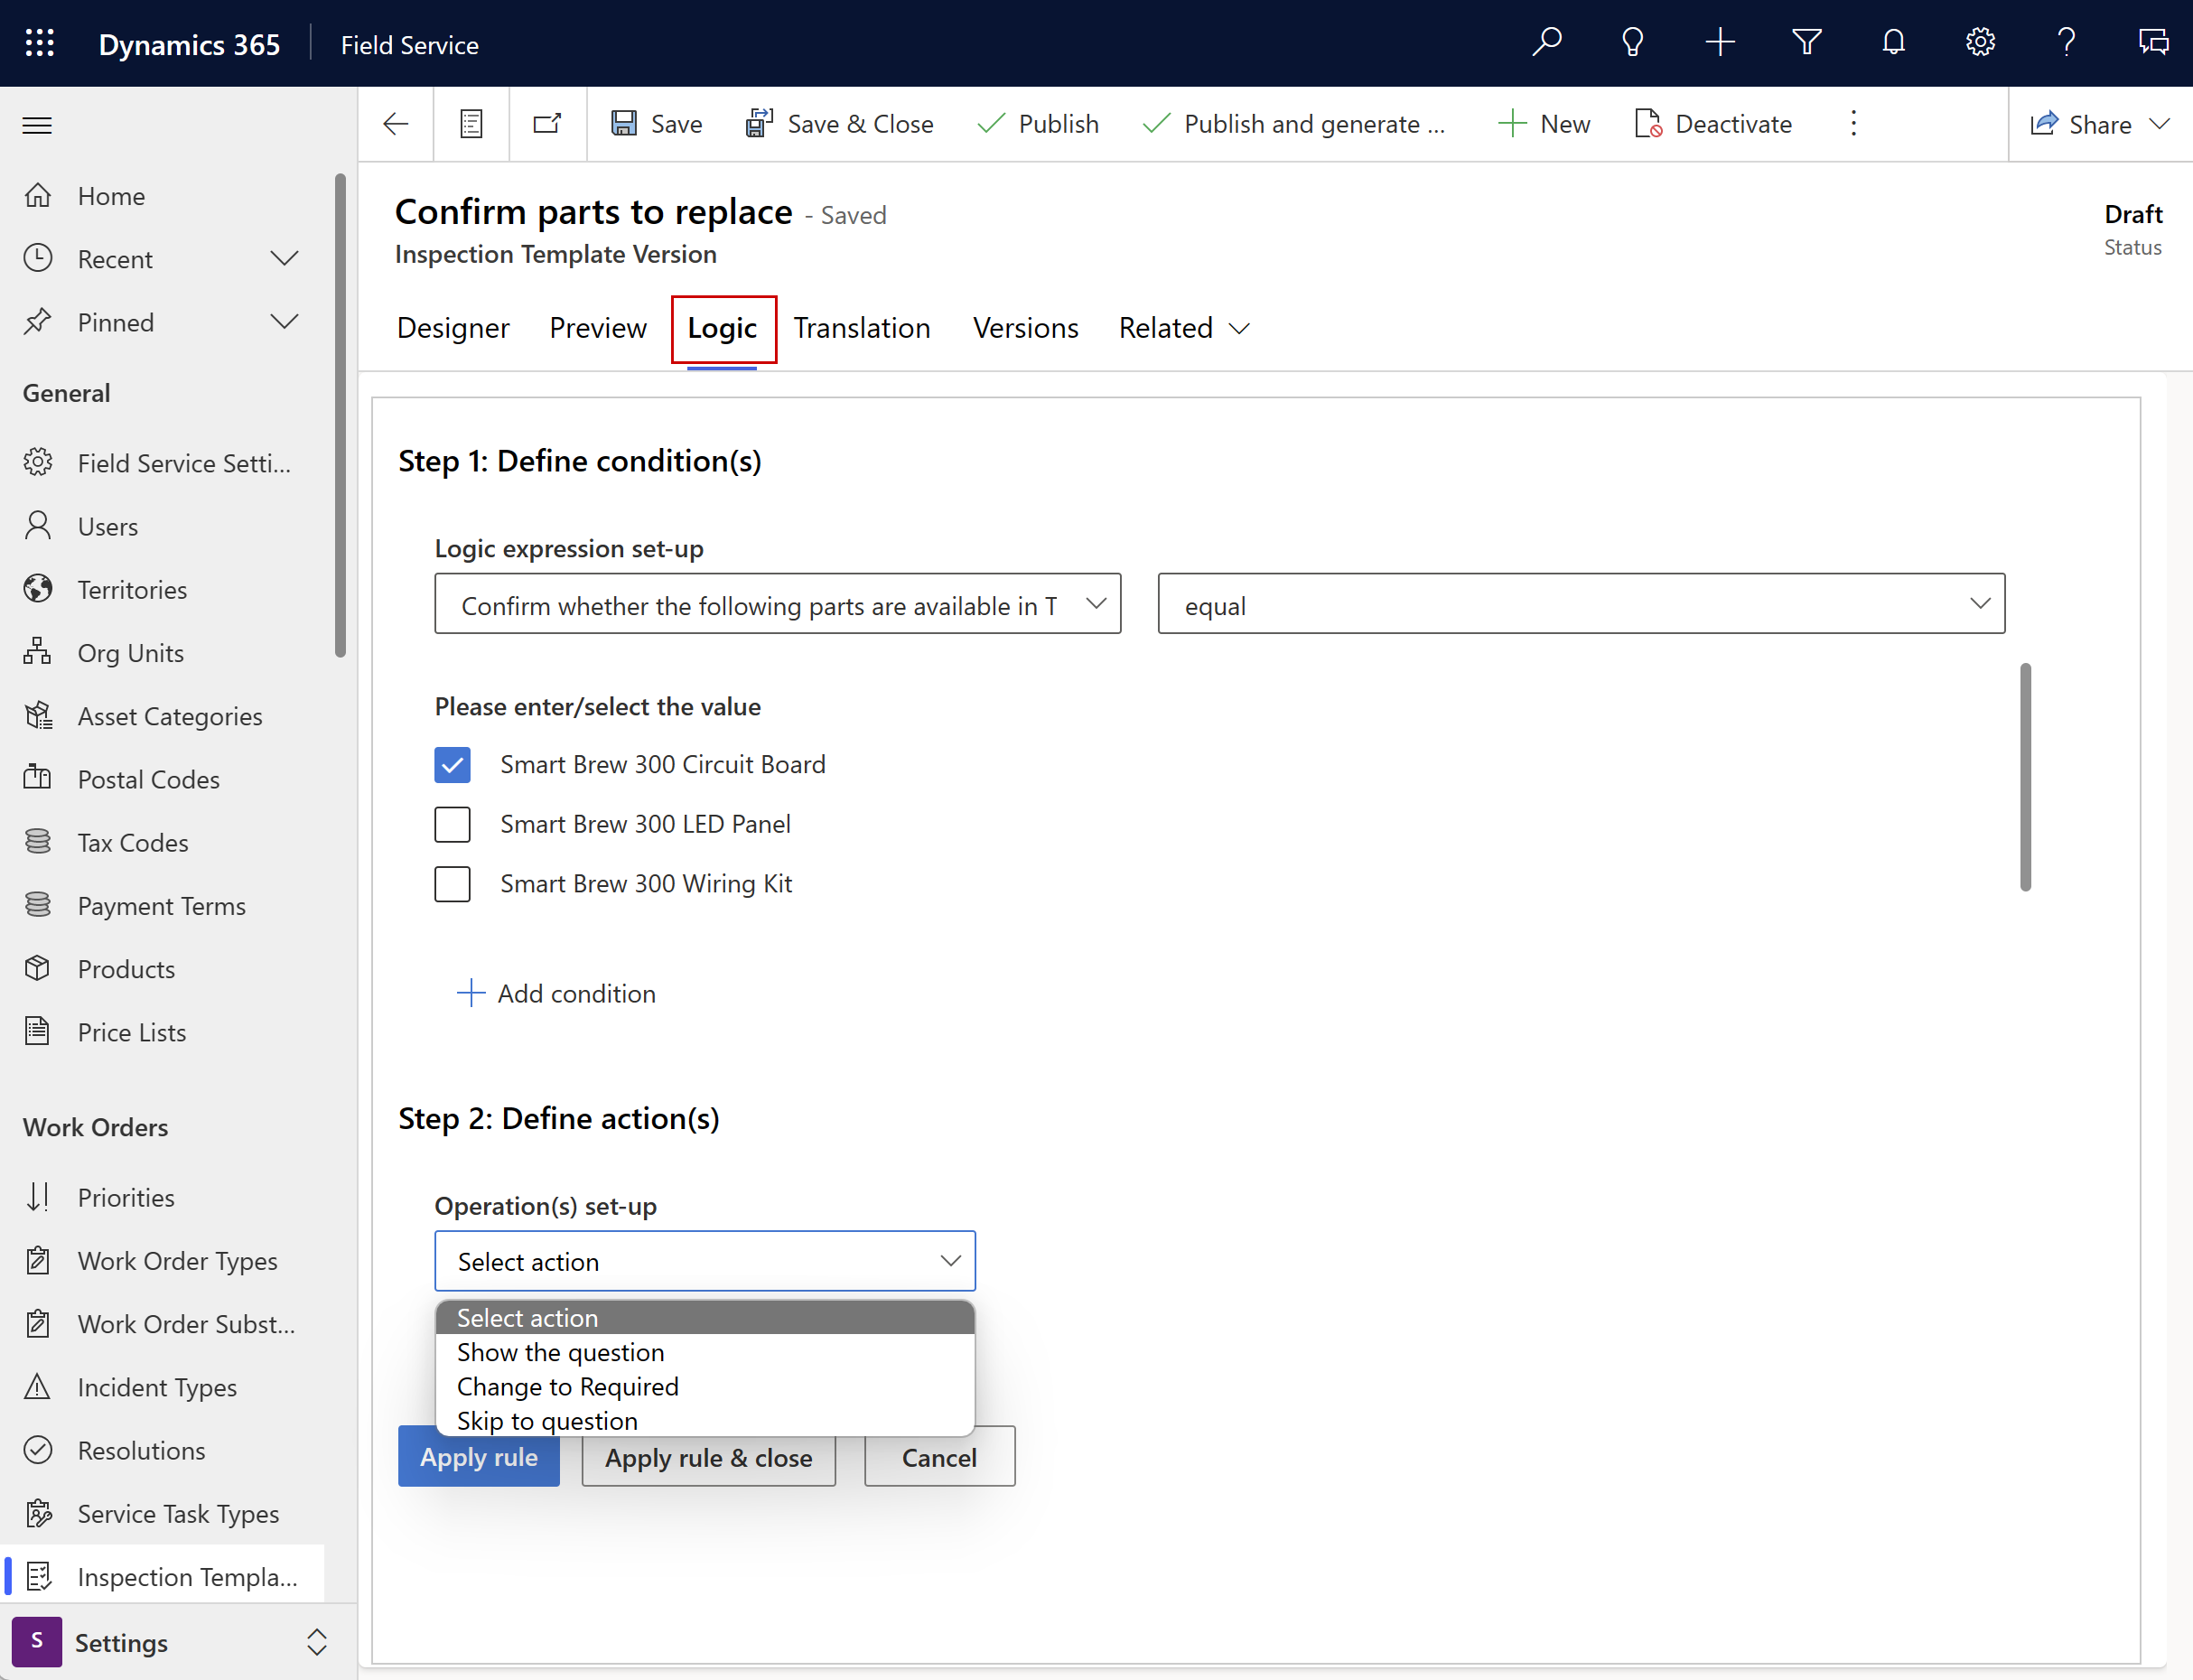 Dynamics 365 Field Service
Save Save & Close Publish Publish and generate ... New Deactivate Share
Home
Recent
Pinned
General
Field Service Setti...
Users
Territories
Org Units
Asset Categories
Postal Codes
Tax Codes
Payment Terms
Products
Price Lists
Work Orders
Priorities
Work Order Types
Work Order Subst...
Incident Types
Resolutions
Service Task Types
Inspection Templa...
S Settings
Confirm parts to replace - Saved
Inspection Template Version
Draft
Status
Designer Preview Logic Translation Versions Related
Step 1: Define condition(s)
Logic expression set-up
Confirm whether the following parts are available in T equal
Please enter/select the value
Smart Brew 300 Circuit Board
Smart Brew 300 LED Panel
Smart Brew 300 Wiring Kit
Add condition
Step 2: Define action(s)
Operation(s) set-up
Select action
Select action
Show the question
Change to Required
Skip to question
Apply rule Apply rule & close Cancel